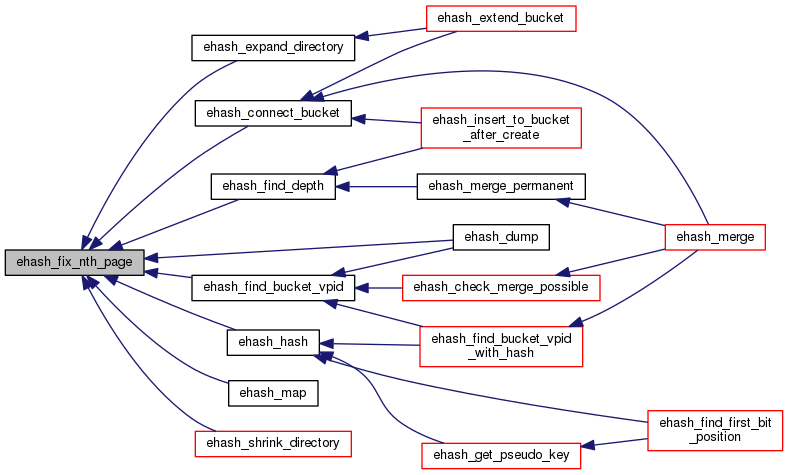 ehash_extend_bucket
ehash_expand_directory
ehash_connect_bucket
ehash_insert_to_bucket
_after_create
ehash_find_depth
ehash_merge_permanent
ehash_dump
ehash_merge
ehash_fix_nth_page
ehash_find_bucket_vpid
ehash_check_merge_possible
ehash_hash
ehash_find_bucket_vpid
_with_hash
ehash_map
ehash_find_first_bit
_position
ehash_shrink_directory
ehash_get_pseudo_key